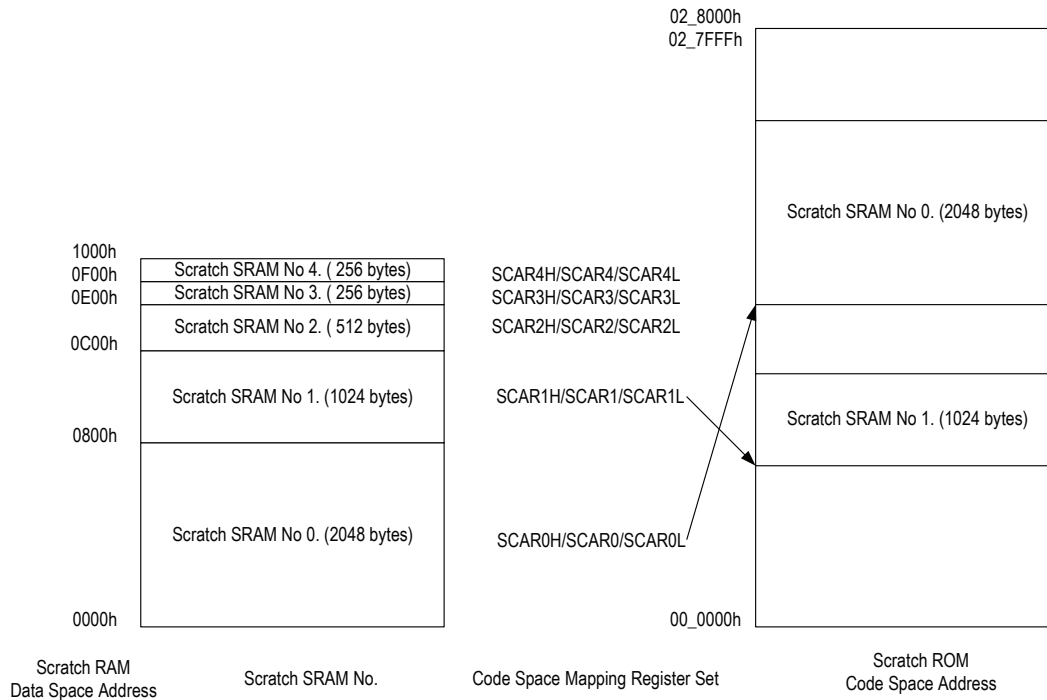 02_8000h
02_7FFFh
Scratch SRAM No 0. (2048 bytes)
1000h
0F00h
0E00h
0C00h
0800h
0000h
Scratch SRAM No 4. ( 256 bytes)
Scratch SRAM No 3. ( 256 bytes)
Scratch SRAM No 2. ( 512 bytes)
Scratch SRAM No 1. (1024 bytes)
Scratch SRAM No 0. (2048 bytes)
SCAR4H/SCAR4/SCAR4L
SCAR3H/SCAR3/SCAR3L
SCAR2H/SCAR2/SCAR2L
SCAR1H/SCAR1/SCAR1L
SCAR0H/SCAR0/SCAR0L
Scratch SRAM No 1. (1024 bytes)
00_0000h
Scratch RAM
Data Space Address
Scratch SRAM No.
Code Space Mapping Register Set
Scratch ROM
Code Space Address